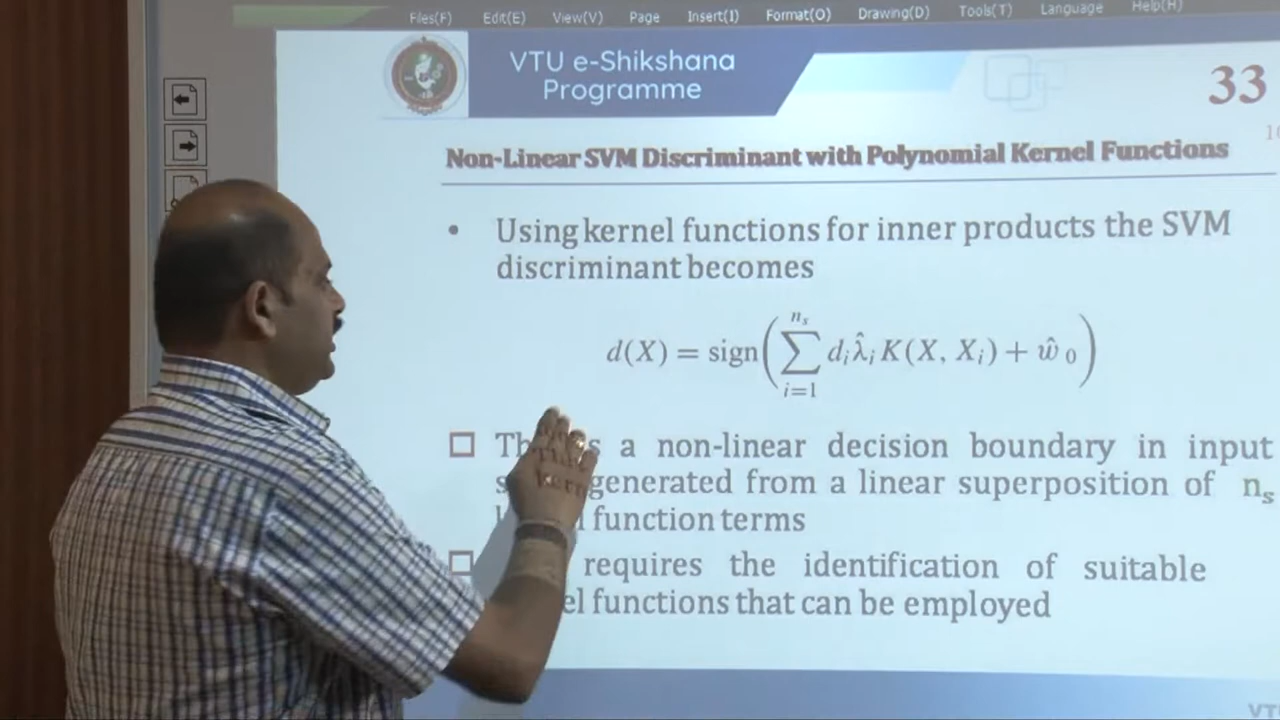 Files(F) Edit(E) View(V) Page Insert(I) Format(O) Drawing(D) Tools(T) Language Help(H)
VTU e-Shikshana
Programme
33
Non-Linear SVM Discriminant with Polynomial Kernel Functions
• Using kernel functions for inner products the SVM
discriminant becomes
d(X) = sign(∑_{i=1}^{n_s} d_i λ̂_i K(X, X_i) + ŵ_0)
a non-linear decision boundary in input
generated from a linear superposition of n_s
function terms
requires the identification of suitable
functions that can be employed